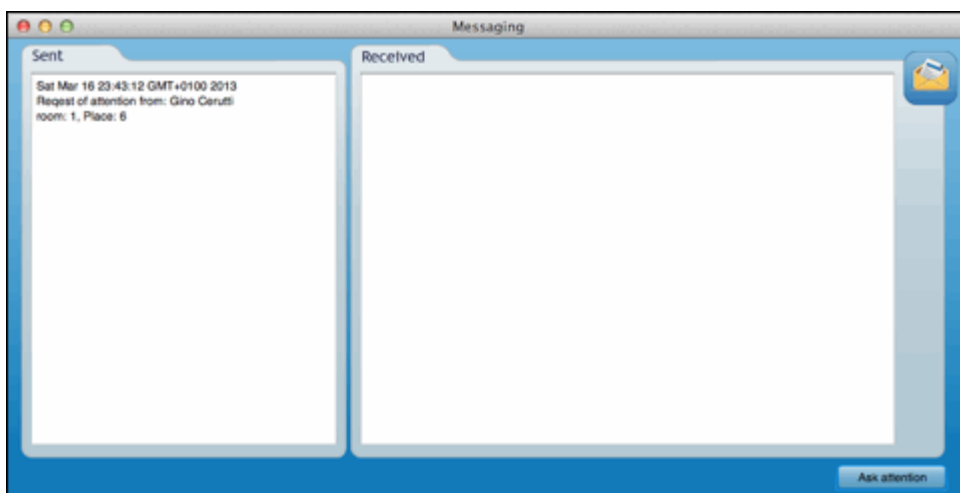 Messaging
Sent
Received
Sat Mar 16 23:43:12 GMT+0100 2013
Reqest of attention from: Gino Cerutti
room: 1, Place: 6
Ask attention